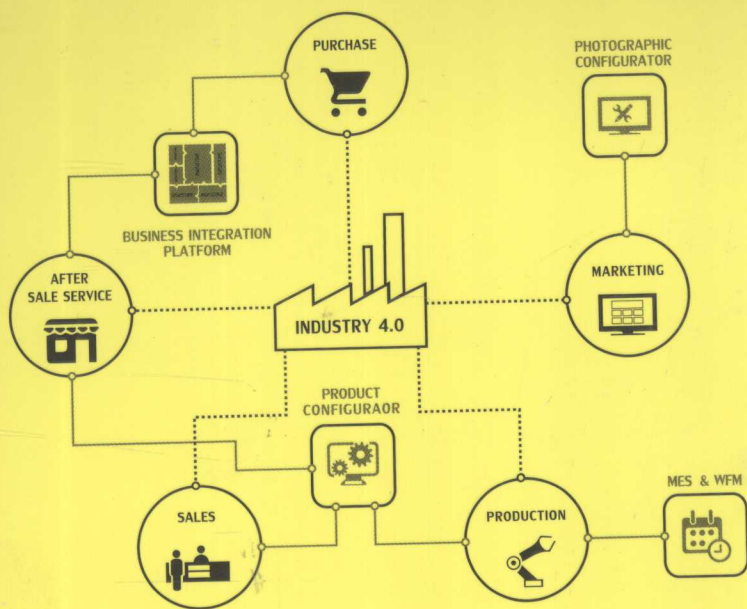 PURCHASE
PHOTOGRAPHIC
CONFIGURATOR
BUSINESS INTEGRATION
PLATFORM
AFTER
SALE SERVICE
MARKETING
INDUSTRY 4.0
PRODUCT
CONFIGURAOR
SALES
PRODUCTION
MES & WFM